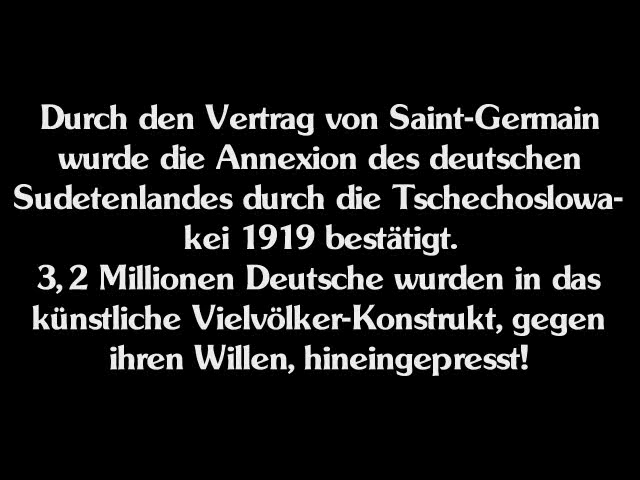 Durch den Vertrag von Saint-Germain
wurde die Annexion des deutschen
Sudetenlandes durch die Tschechoslowa-
kei 1919 bestätigt.
3,2 Millionen Deutsche wurden in das
künstliche Vielvölker-Konstrukt, gegen
ihren Willen, hineingepresst!